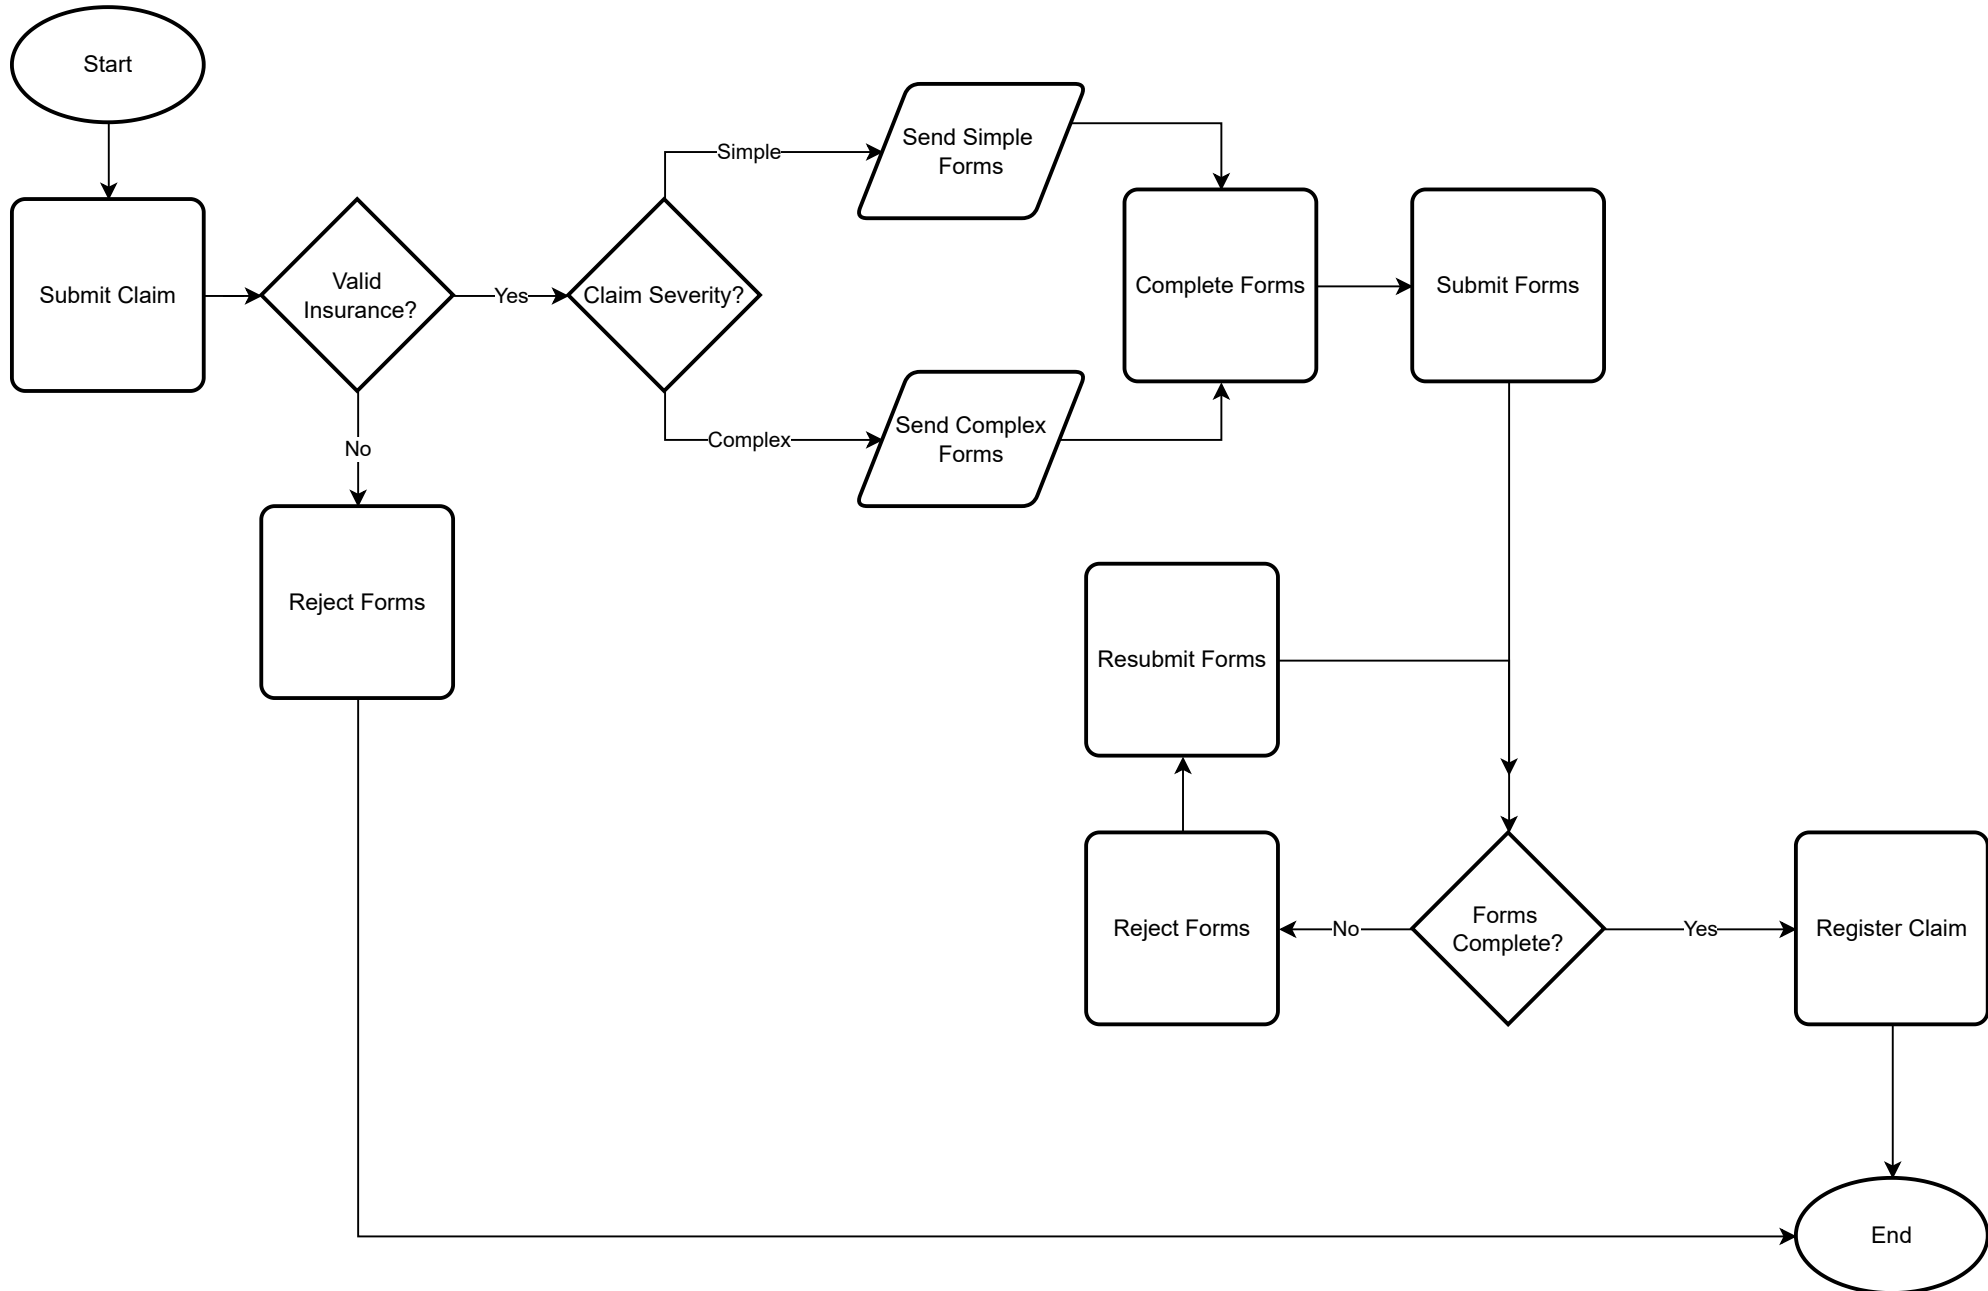 Start
Submit Claim
Valid
Insurance?
Yes
No
Reject Forms
Claim Severity?
Simple
Complex
Send Simple
Forms
Send Complex
Forms
Complete Forms
Submit Forms
Resubmit Forms
Reject Forms
No
Forms
Complete?
Yes
Register Claim
End